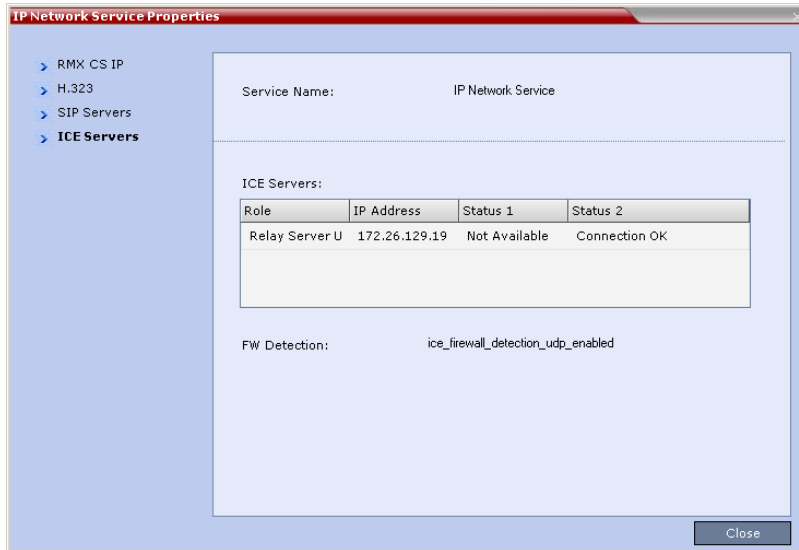 IP Network Service Properties
RMX CS IP
H.323
SIP Servers
ICE Servers
Service Name: IP Network Service
ICE Servers:
Role IP Address Status 1 Status 2
Relay Server U 172.26.129.19 Not Available Connection OK
FW Detection: ice_firewall_detection_udp_enabled
Close